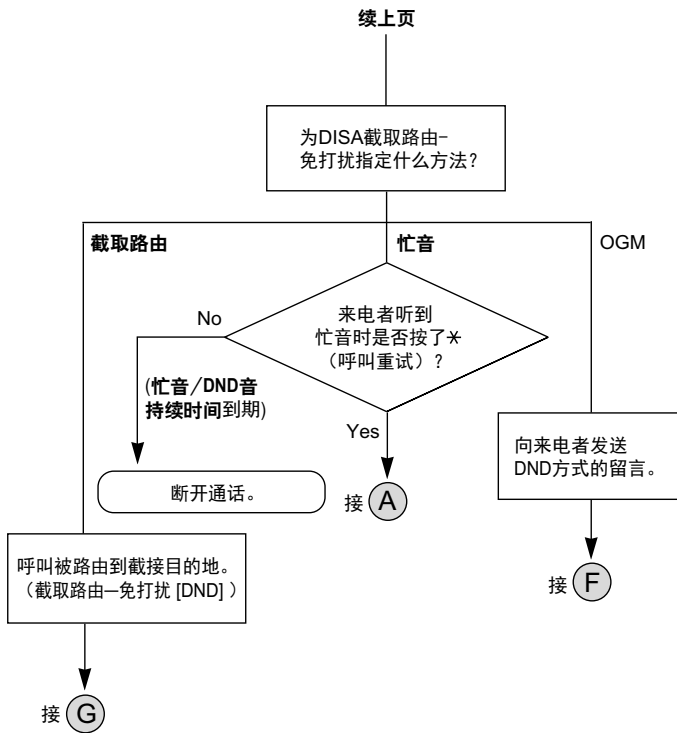 续上页
为DISA截取路由–
免打扰指定什么方法？
截取路由
忙音
OGM
来电者听到
忙音时是否按了＊
（呼叫重试）？
No
(忙音/DND音
持续时间到期)
Yes
断开通话。
接 A
向来电者发送
DND方式的留言。
呼叫被路由到截接目的地。
（截取路由—免打扰 [DND] ）
接 F
接 G